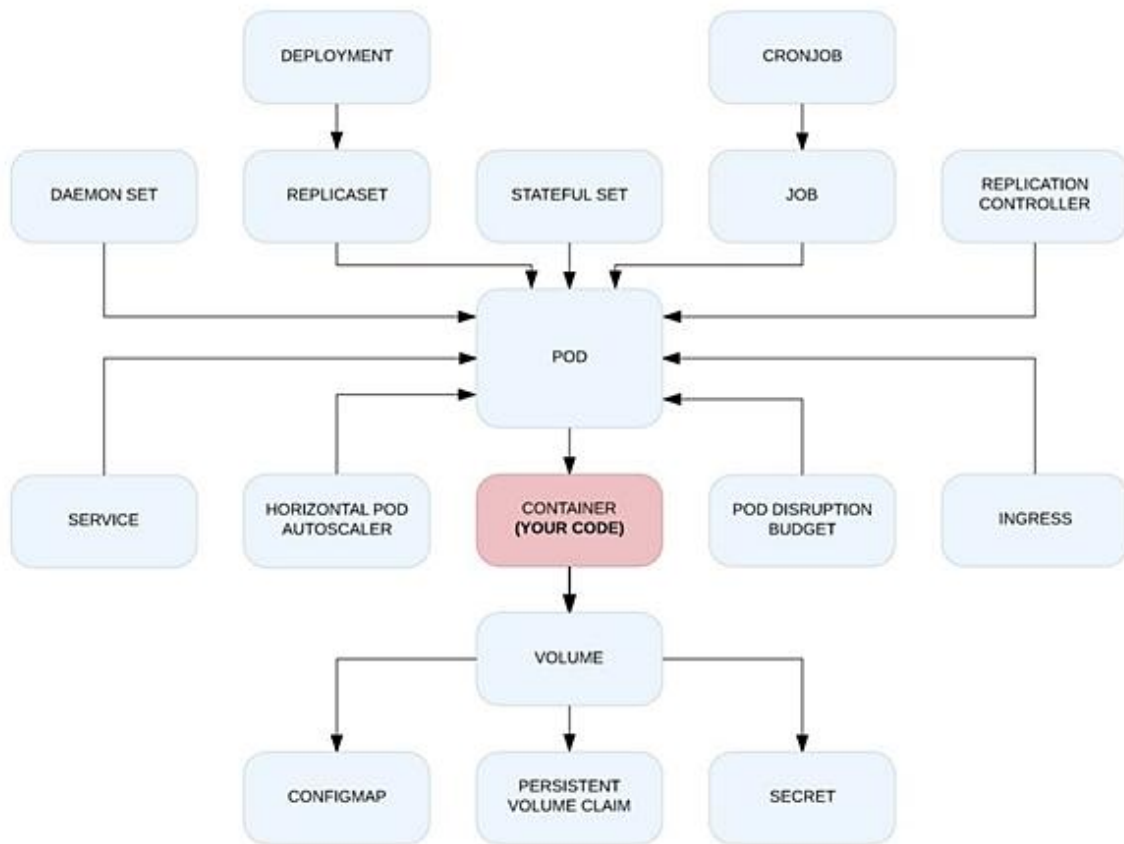 DEPLOYMENT
CRONJOB
DAEMON SET
REPLICASET
STATEFUL SET
JOB
REPLICATION
CONTROLLER
POD
SERVICE
HORIZONTAL POD
AUTOSCALER
CONTAINER
(YOUR CODE)
POD DISRUPTION
BUDGET
INGRESS
VOLUME
CONFIGMAP
PERSISTENT
VOLUME CLAIM
SECRET